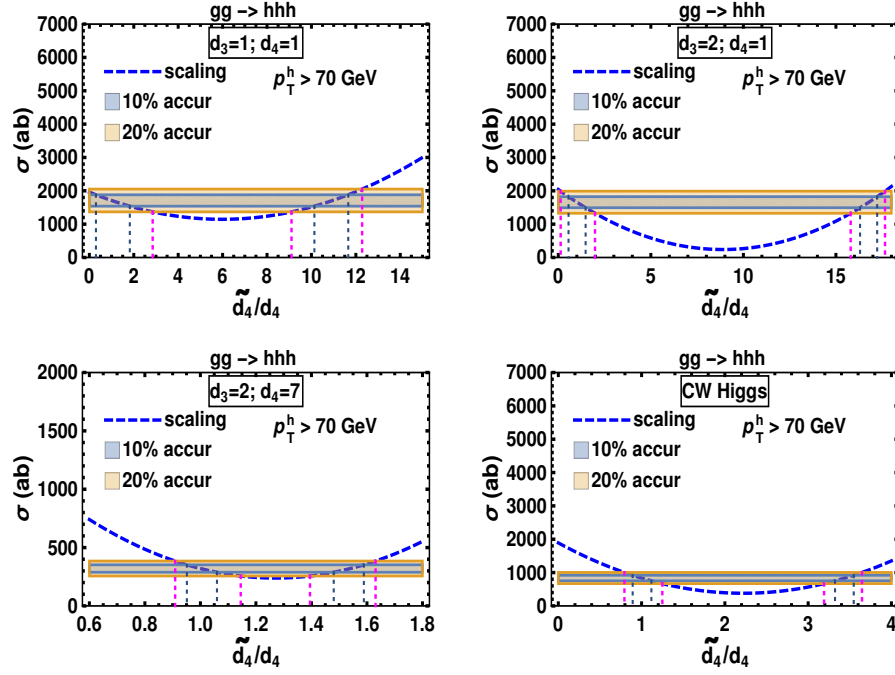 gg −> hhh
d3=1; d4=1
scaling
pTh > 70 GeV
10% accur
20% accur
σ (ab)
7000
6000
5000
4000
3000
2000
1000
0
0 2 4 6 8 10 12 14
d̃4/d4
gg −> hhh
d3=2; d4=1
scaling
pTh > 70 GeV
10% accur
20% accur
σ (ab)
7000
6000
5000
4000
3000
2000
1000
0
0 5 10 15
d̃4/d4
gg −> hhh
d3=2; d4=7
scaling
pTh > 70 GeV
10% accur
20% accur
σ (ab)
2000
1500
1000
500
0
0.6 0.8 1.0 1.2 1.4 1.6 1.8
d̃4/d4
gg −> hhh
CW Higgs
scaling
pTh > 70 GeV
10% accur
20% accur
σ (ab)
7000
6000
5000
4000
3000
2000
1000
0
0 1 2 3 4
d̃4/d4